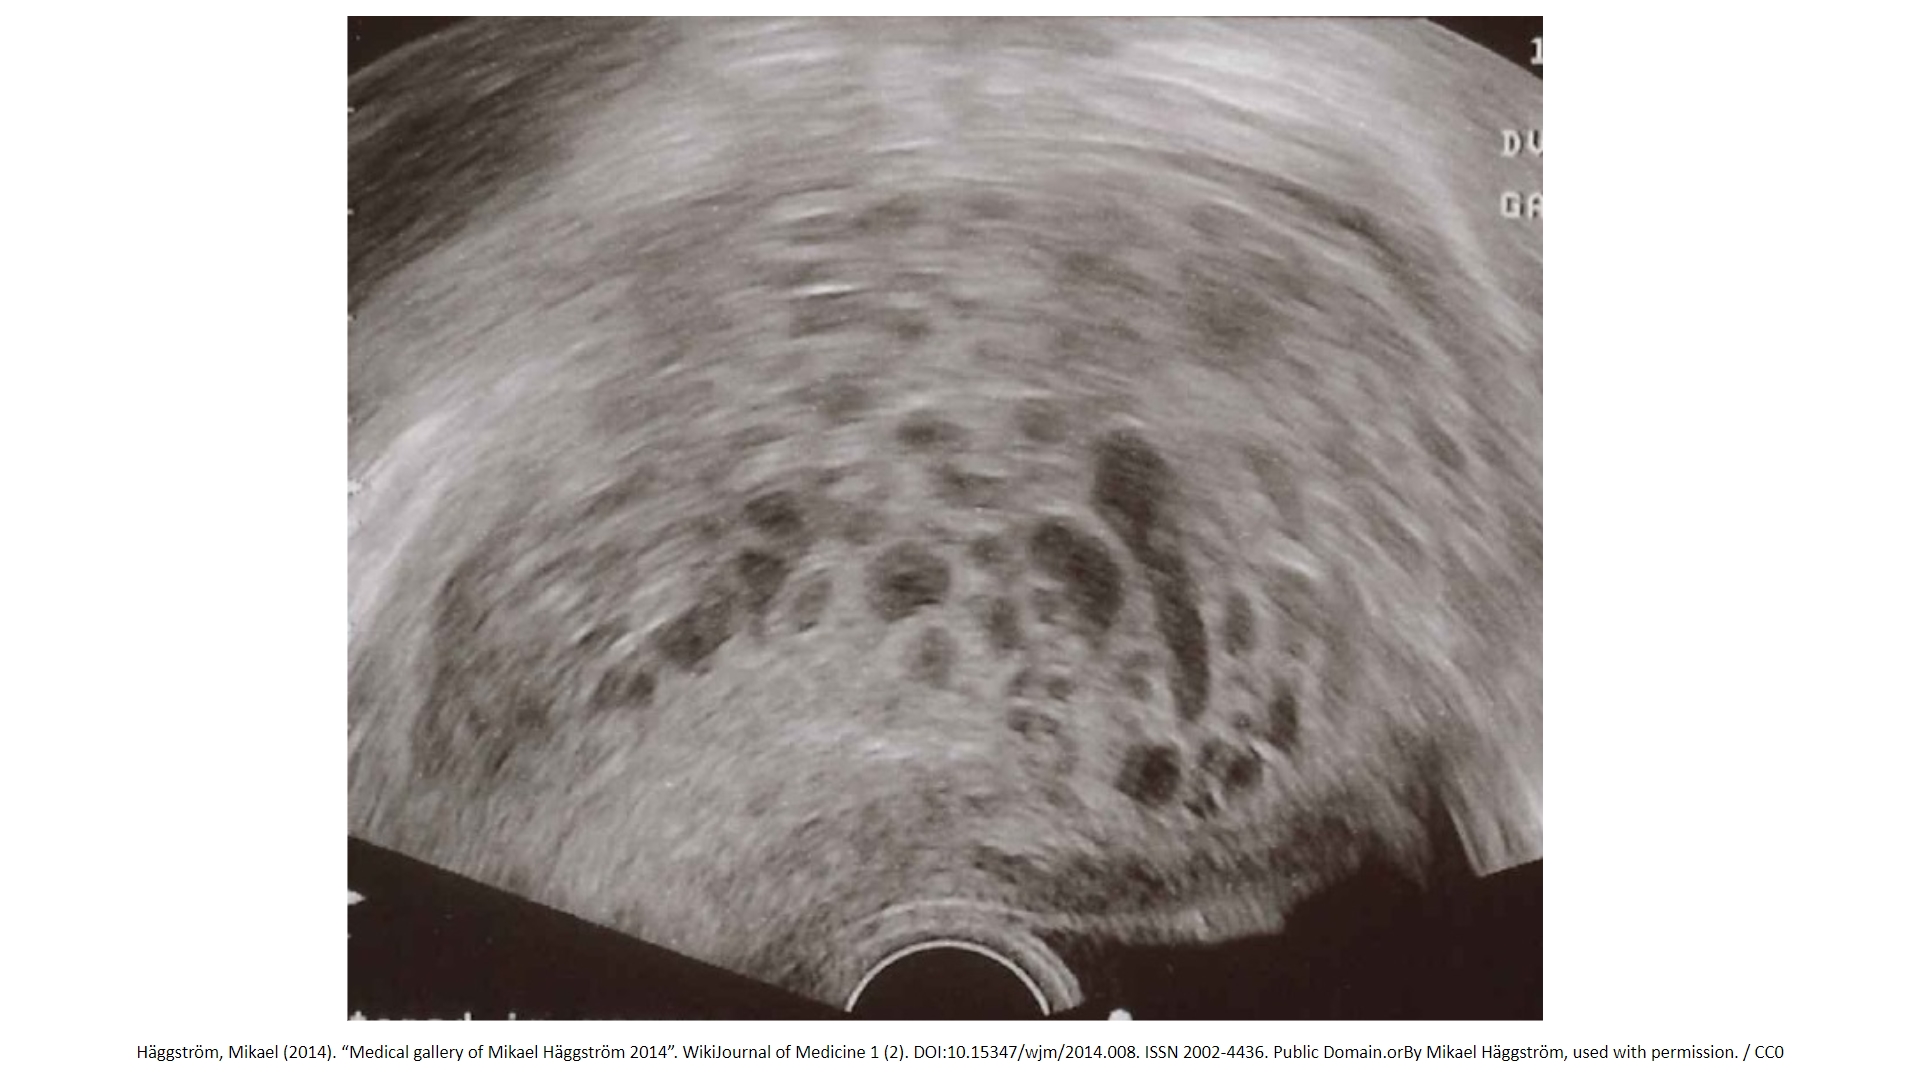 1
DV
GA
Häggström, Mikael (2014). “Medical gallery of Mikael Häggström 2014”. WikiJournal of Medicine 1 (2). DOI:10.15347/wjm/2014.008. ISSN 2002-4436. Public Domain.orBy Mikael Häggström, used with permission. / CC0